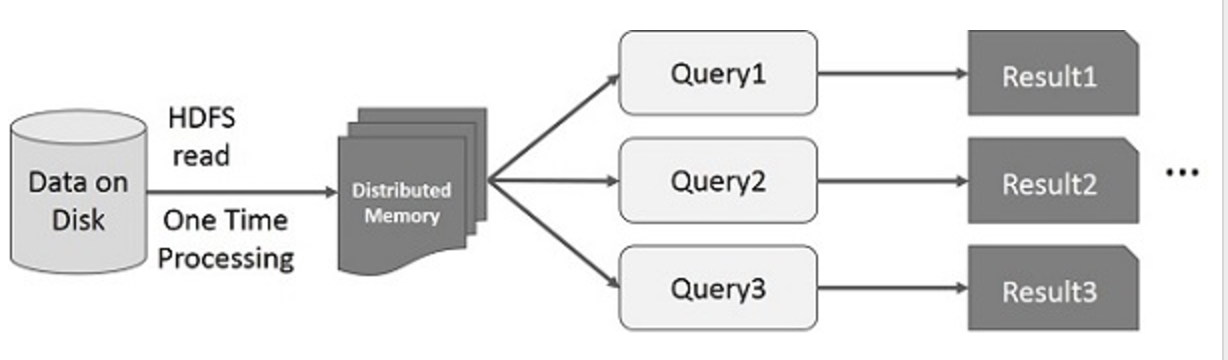 Data on
Disk
HDFS
read
One Time
Processing
Distributed
Memory
Query1
Result1
Query2
Result2
...
Query3
Result3